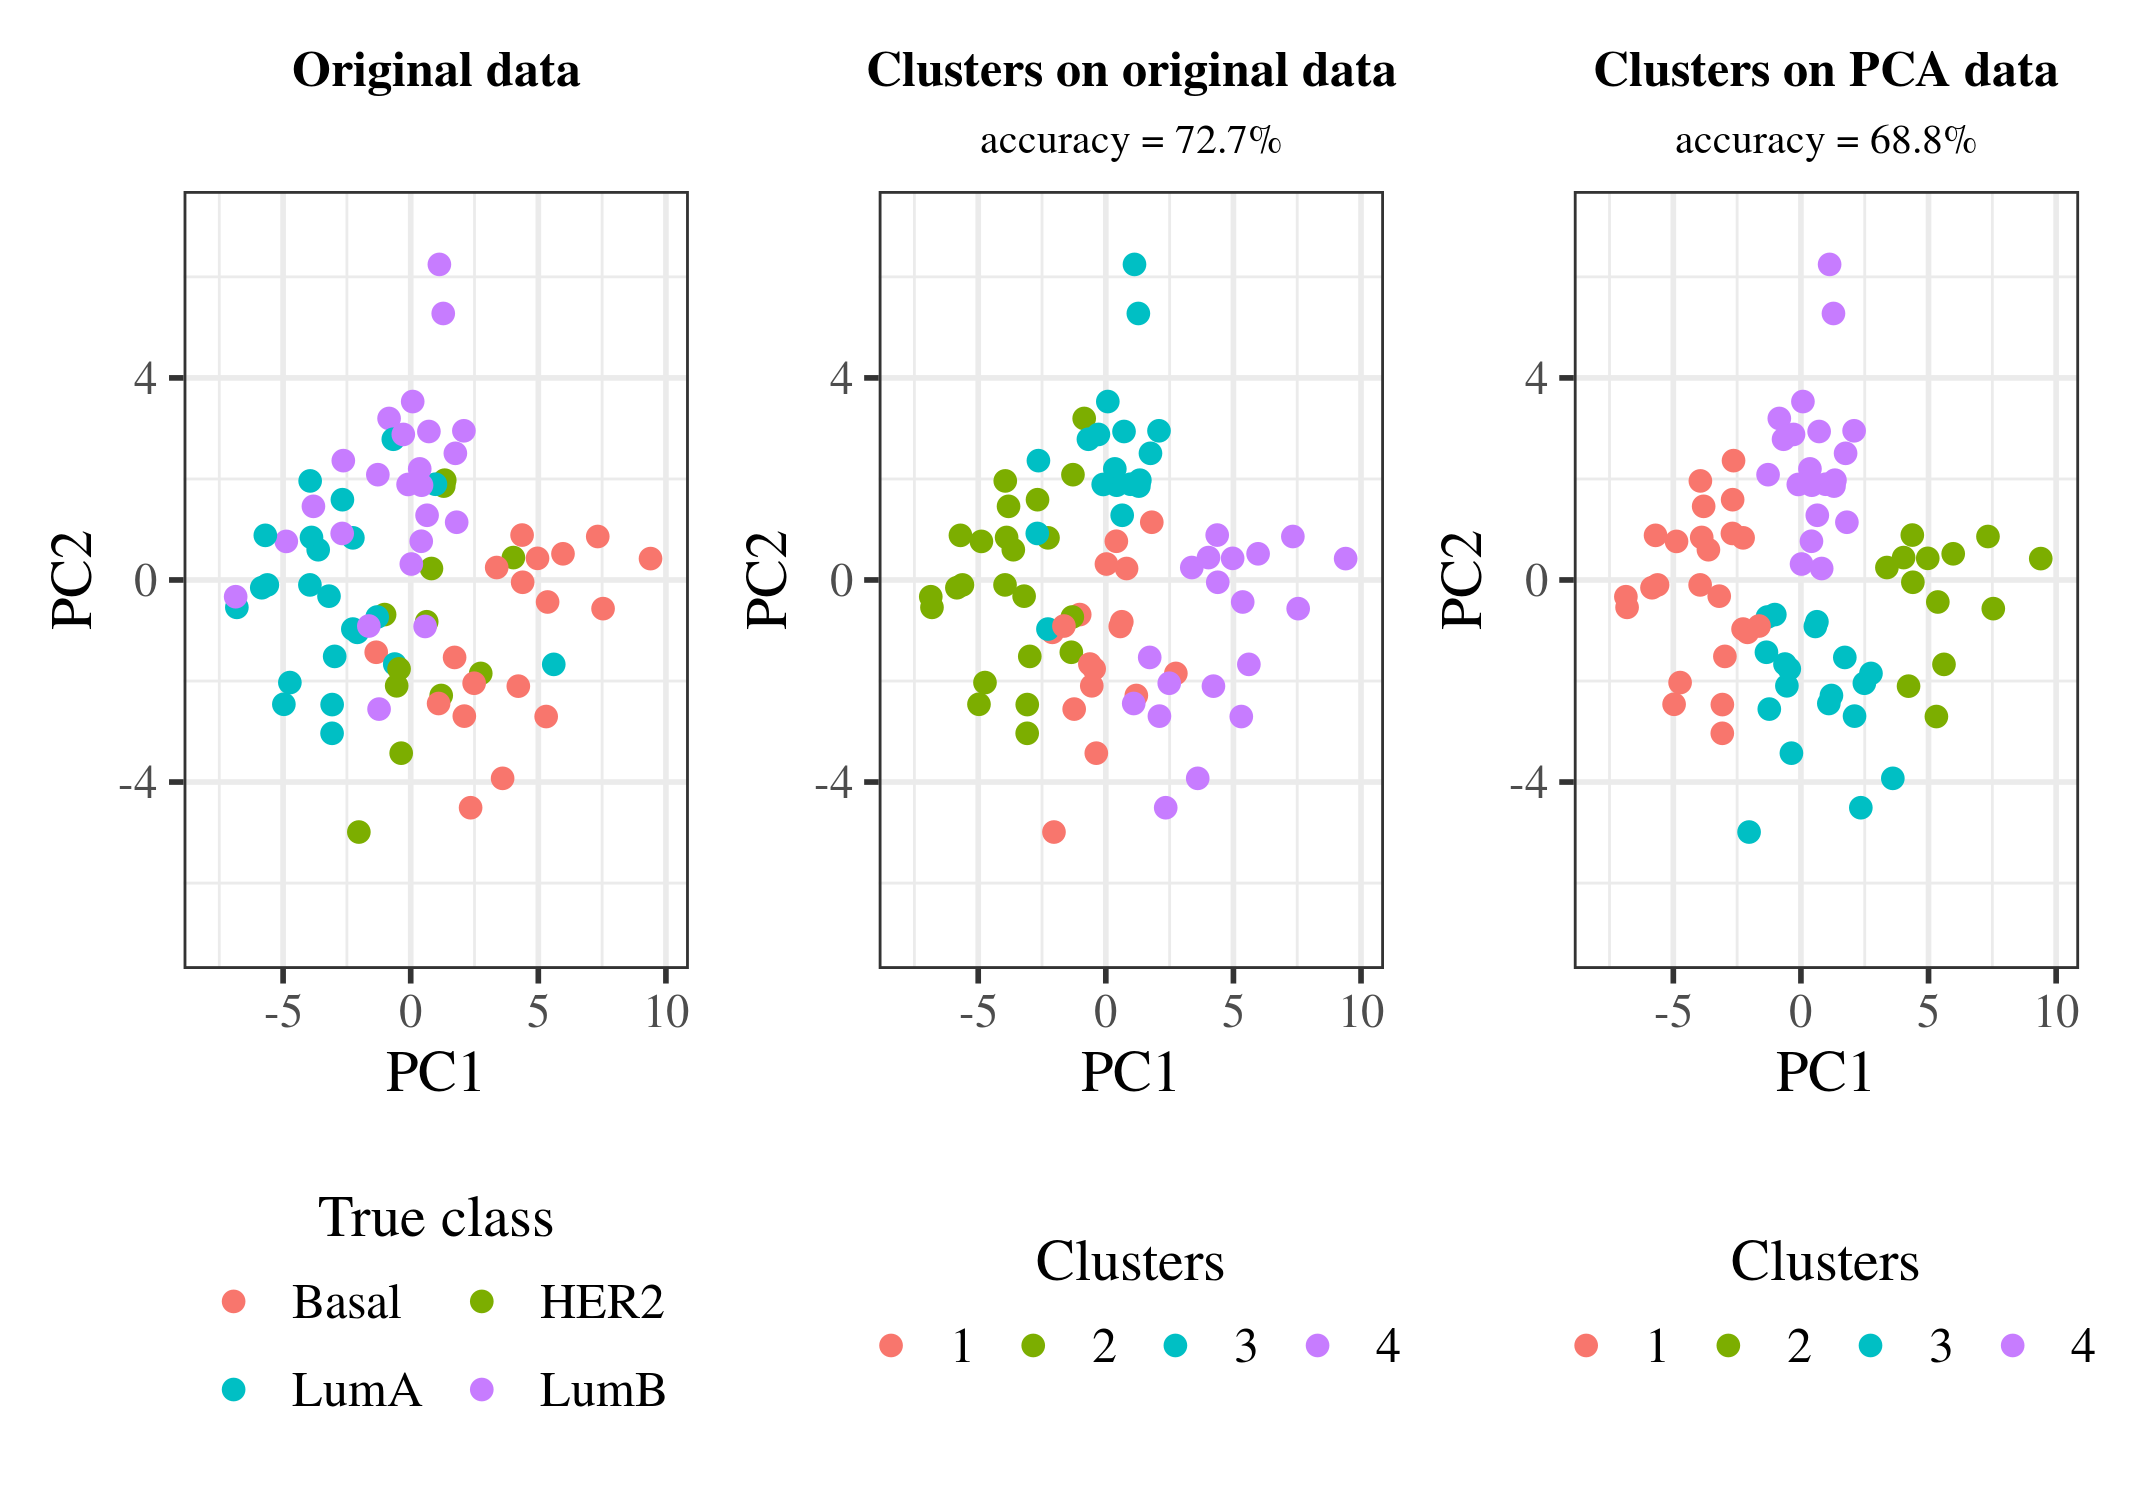 Original data
Clusters on original data
Clusters on PCA data
accuracy = 72.7%
accuracy = 68.8%
PC2
4
0
-4
-5 0 5 10
PC1
PC2
4
0
-4
-5 0 5 10
PC1
PC2
4
0
-4
-5 0 5 10
PC1
True class
Basal HER2
LumA LumB
Clusters
1 2 3 4
Clusters
1 2 3 4